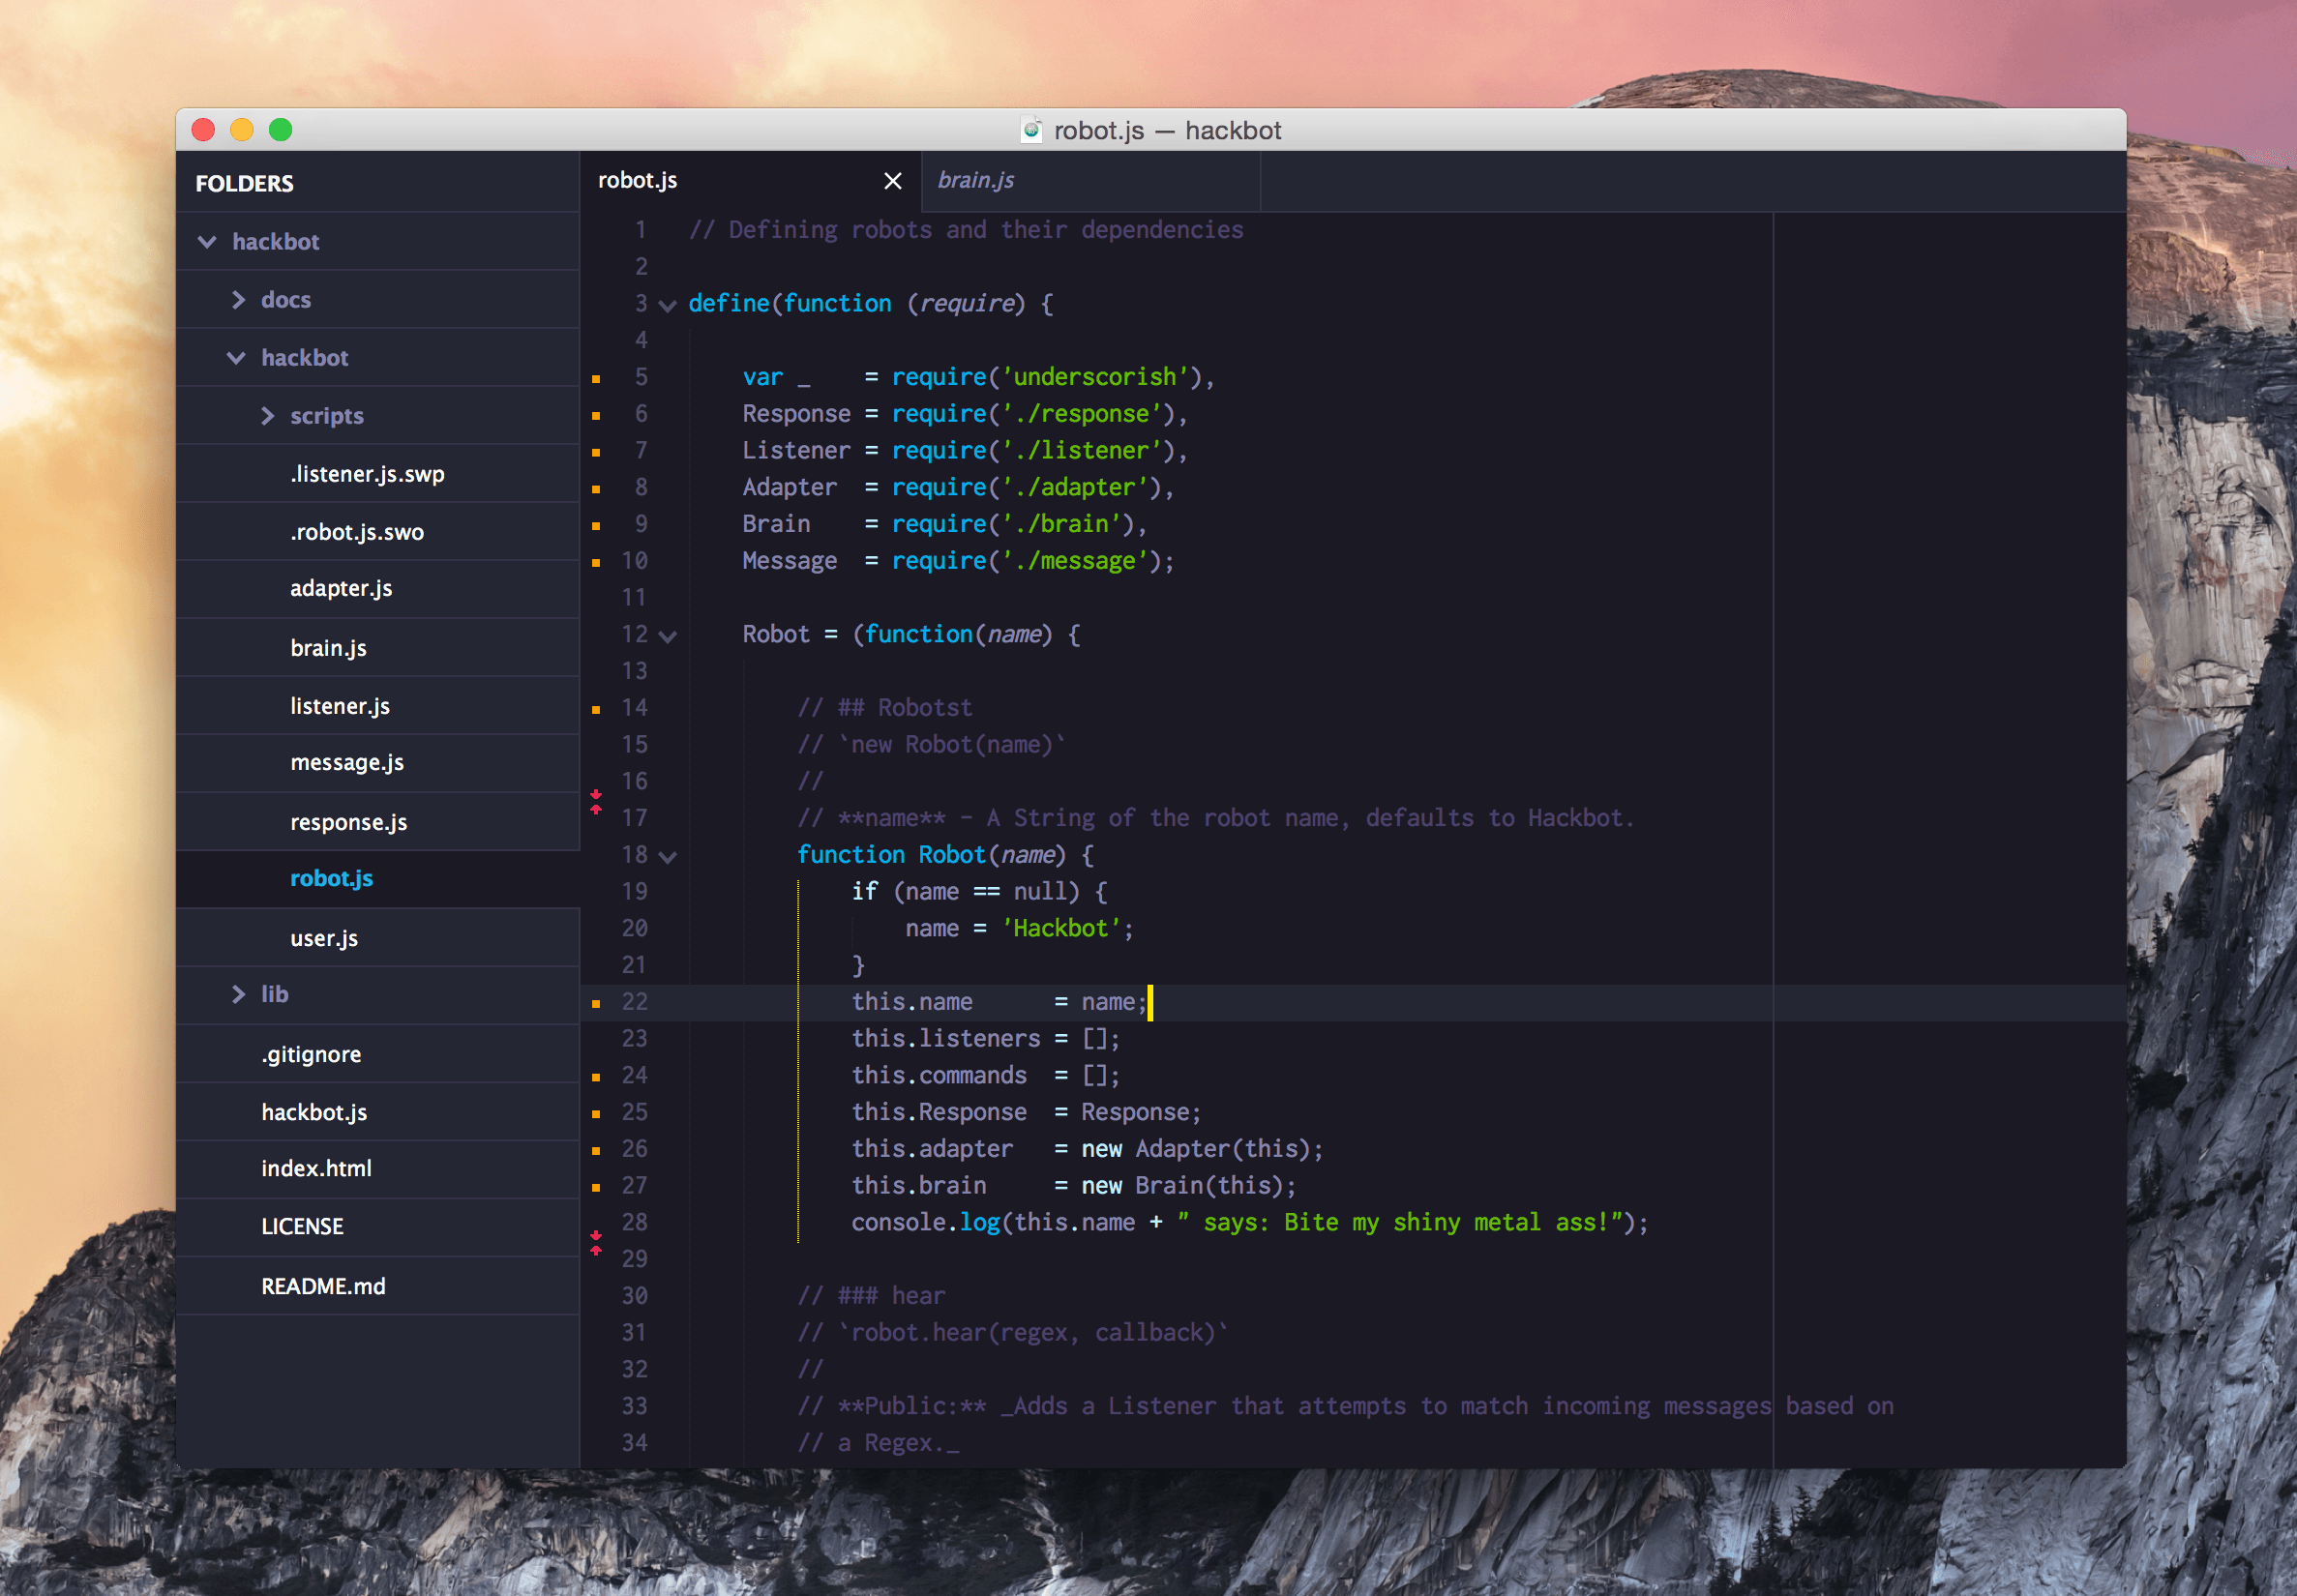 robot.js — hackbot
FOLDERS
hackbot
docs
hackbot
scripts
.listener.js.swp
.robot.js.swo
adapter.js
brain.js
listener.js
message.js
response.js
robot.js
user.js
lib
.gitignore
hackbot.js
index.html
LICENSE
README.md
robot.js
brain.js
1 // Defining robots and their dependencies
2
3 define(function (require) {
4
5     var _    = require('underscorish'),
6     Response = require('./response'),
7     Listener = require('./listener'),
8     Adapter  = require('./adapter'),
9     Brain    = require('./brain'),
10     Message  = require('./message');
11
12     Robot = (function(name) {
13
14         // ## Robotst
15         // `new Robot(name)`
16         //
17         // **name** - A String of the robot name, defaults to Hackbot.
18         function Robot(name) {
19             if (name == null) {
20                 name = 'Hackbot';
21             }
22             this.name      = name;
23             this.listeners = [];
24             this.commands  = [];
25             this.Response  = Response;
26             this.adapter   = new Adapter(this);
27             this.brain     = new Brain(this);
28             console.log(this.name + " says: Bite my shiny metal ass!");
29
30         // ### hear
31         // `robot.hear(regex, callback)`
32         //
33         // **Public:** _Adds a Listener that attempts to match incoming messages based on
34         // a Regex._